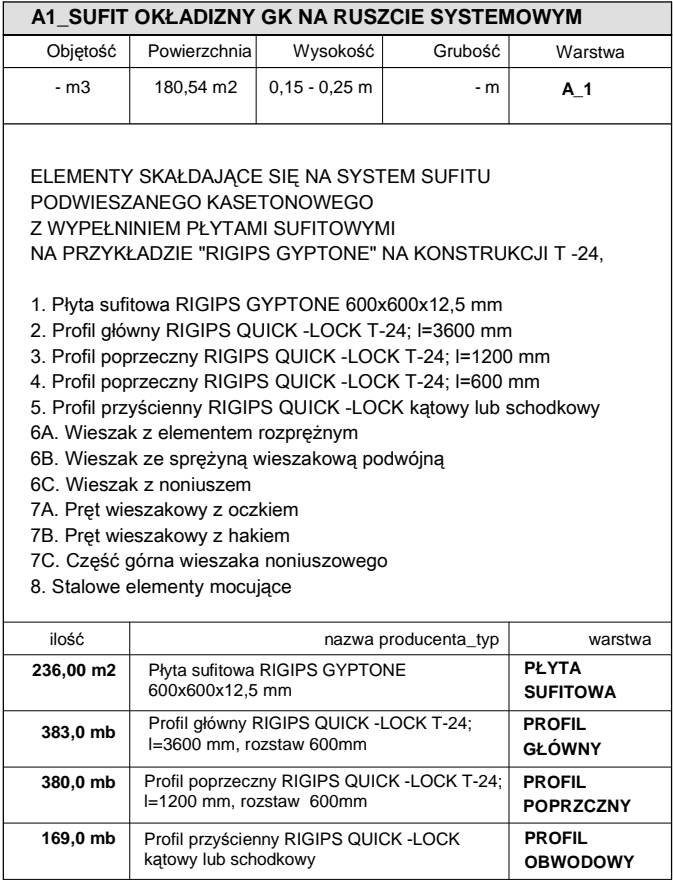 A1_SUFIT OKŁADIZNY GK NA RUSZCIE SYSTEMOWYM
Objętość Powierzchnia Wysokość Grubość Warstwa
- m3 180,54 m2 0,15 - 0,25 m - m A_1
ELEMENTY SKAŁDAJĄCE SIĘ NA SYSTEM SUFITU
PODWIESZANEGO KASETONOWEGO
Z WYPEŁNINIEM PŁYTAMI SUFITOWYMI
NA PRZYKŁADZIE "RIGIPS GYPTONE" NA KONSTRUKCJI T -24,
1. Płyta sufitowa RIGIPS GYPTONE 600x600x12,5 mm
2. Profil główny RIGIPS QUICK -LOCK T-24; l=3600 mm
3. Profil poprzeczny RIGIPS QUICK -LOCK T-24; l=1200 mm
4. Profil poprzeczny RIGIPS QUICK -LOCK T-24; l=600 mm
5. Profil przyścienny RIGIPS QUICK -LOCK kątowy lub schodkowy
6A. Wieszak z elementem rozprężnym
6B. Wieszak ze sprężyną wieszakową podwójną
6C. Wieszak z noniuszem
7A. Pręt wieszakowy z oczkiem
7B. Pręt wieszakowy z hakiem
7C. Część górna wieszaka noniuszowego
8. Stalowe elementy mocujące
ilość nazwa producenta_typ warstwa
236,00 m2 Płyta sufitowa RIGIPS GYPTONE PŁYTA
600x600x12,5 mm SUFITOWA
383,0 mb Profil główny RIGIPS QUICK -LOCK T-24; PROFIL
l=3600 mm, rozstaw 600mm GŁÓWNY
380,0 mb Profil poprzeczny RIGIPS QUICK -LOCK T-24; PROFIL
l=1200 mm, rozstaw 600mm POPRZCZNY
169,0 mb Profil przyścienny RIGIPS QUICK -LOCK PROFIL
kątowy lub schodkowy OBWODOWY